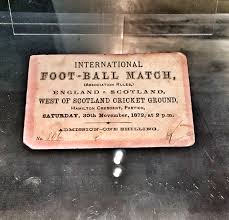 INTERNATIONAL
FOOT-BALL MATCH,
(ASSOCIATION RULES,)
ENGLAND v. SCOTLAND,
WEST OF SCOTLAND CRICKET GROUND,
HAMILTON CRESCENT, PARTICK,
SATURDAY, 30th November, 1872, at 2 p.m.
ADMISSION—ONE SHILLING.
No.